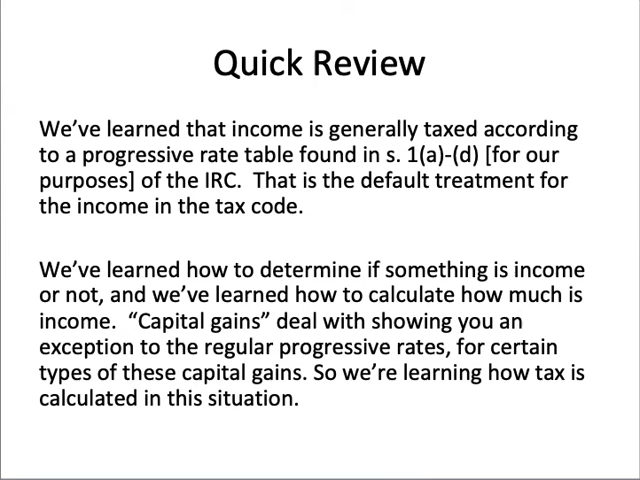 Quick Review
We’ve learned that income is generally taxed according
to a progressive rate table found in s. 1(a)-(d) [for our
purposes] of the IRC.  That is the default treatment for
the income in the tax code.
We’ve learned how to determine if something is income
or not, and we’ve learned how to calculate how much is
income.  “Capital gains” deal with showing you an
exception to the regular progressive rates, for certain
types of these capital gains. So we’re learning how tax is
calculated in this situation.